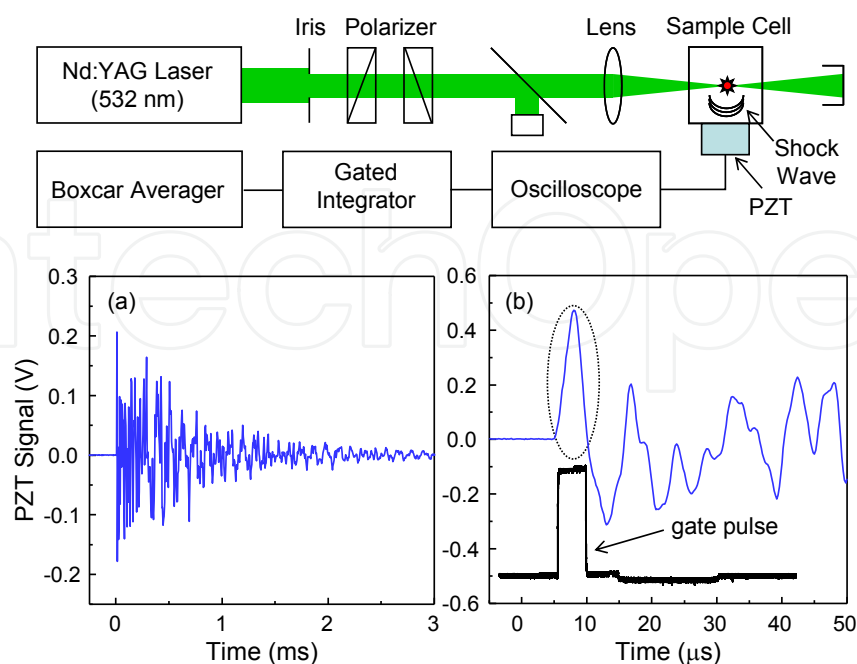 Iris Polarizer Lens Sample Cell
Nd:YAG Laser
(532 nm)
Shock
Wave
PZT
Boxcar Averager
Gated
Integrator
Oscilloscope
IntechOpe
(a)
0.3
0.2
0.1
0.0
-0.1
-0.2
PZT Signal (V)
0 1 2 3
Time (ms)
(b)
0.6
0.4
0.2
0.0
-0.2
-0.4
-0.6
gate pulse
0 10 20 30 40 50
Time (μs)